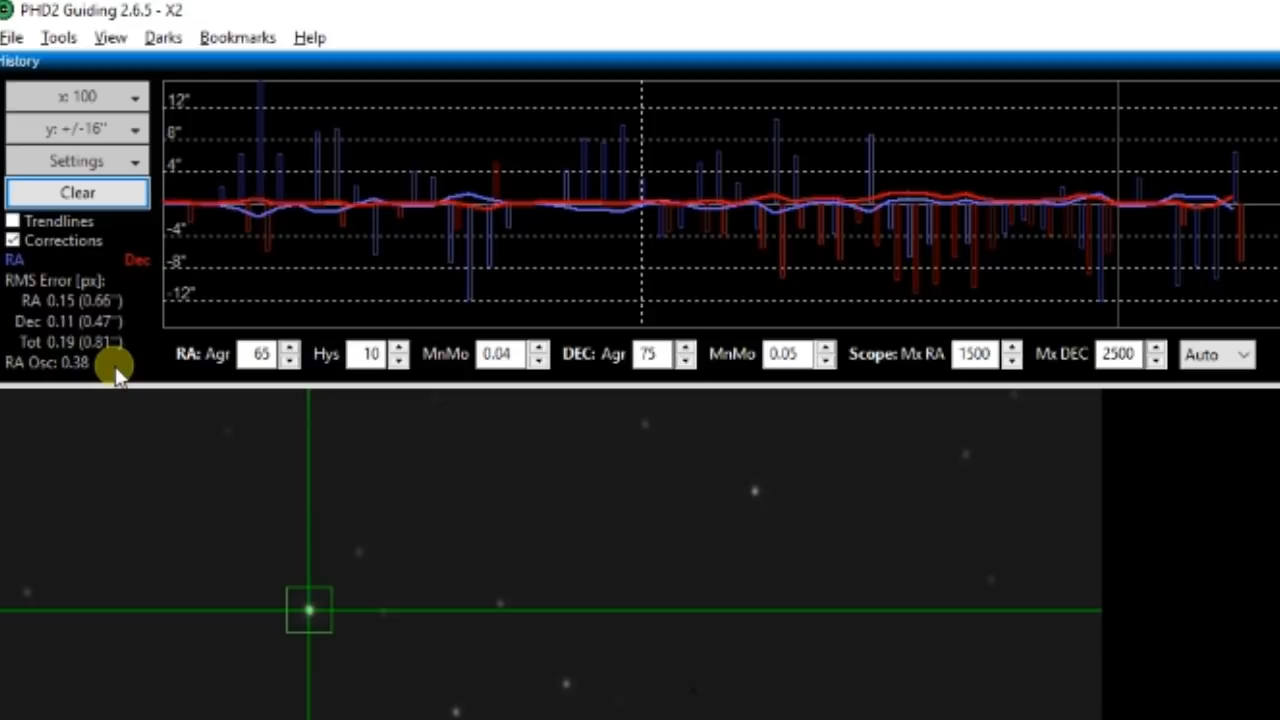 PHD2 Guiding 2.6.5 - X2
File Tools View Darks Bookmarks Help
History
x: 100
y: +/-16"
Settings
Clear
Trendlines
Corrections
RA Dec
RMS Error [px]:
RA 0.15 (0.66")
Dec 0.11 (0.47")
Tot 0.19 (0.81")
RA Osc: 0.38
12"
8"
4"
-4"
-8"
-12"
RA: Agr 65 Hys 10 MnMo 0.04 DEC: Agr 75 MnMo 0.05 Scope: Mx RA 1500 Mx DEC 2500 Auto